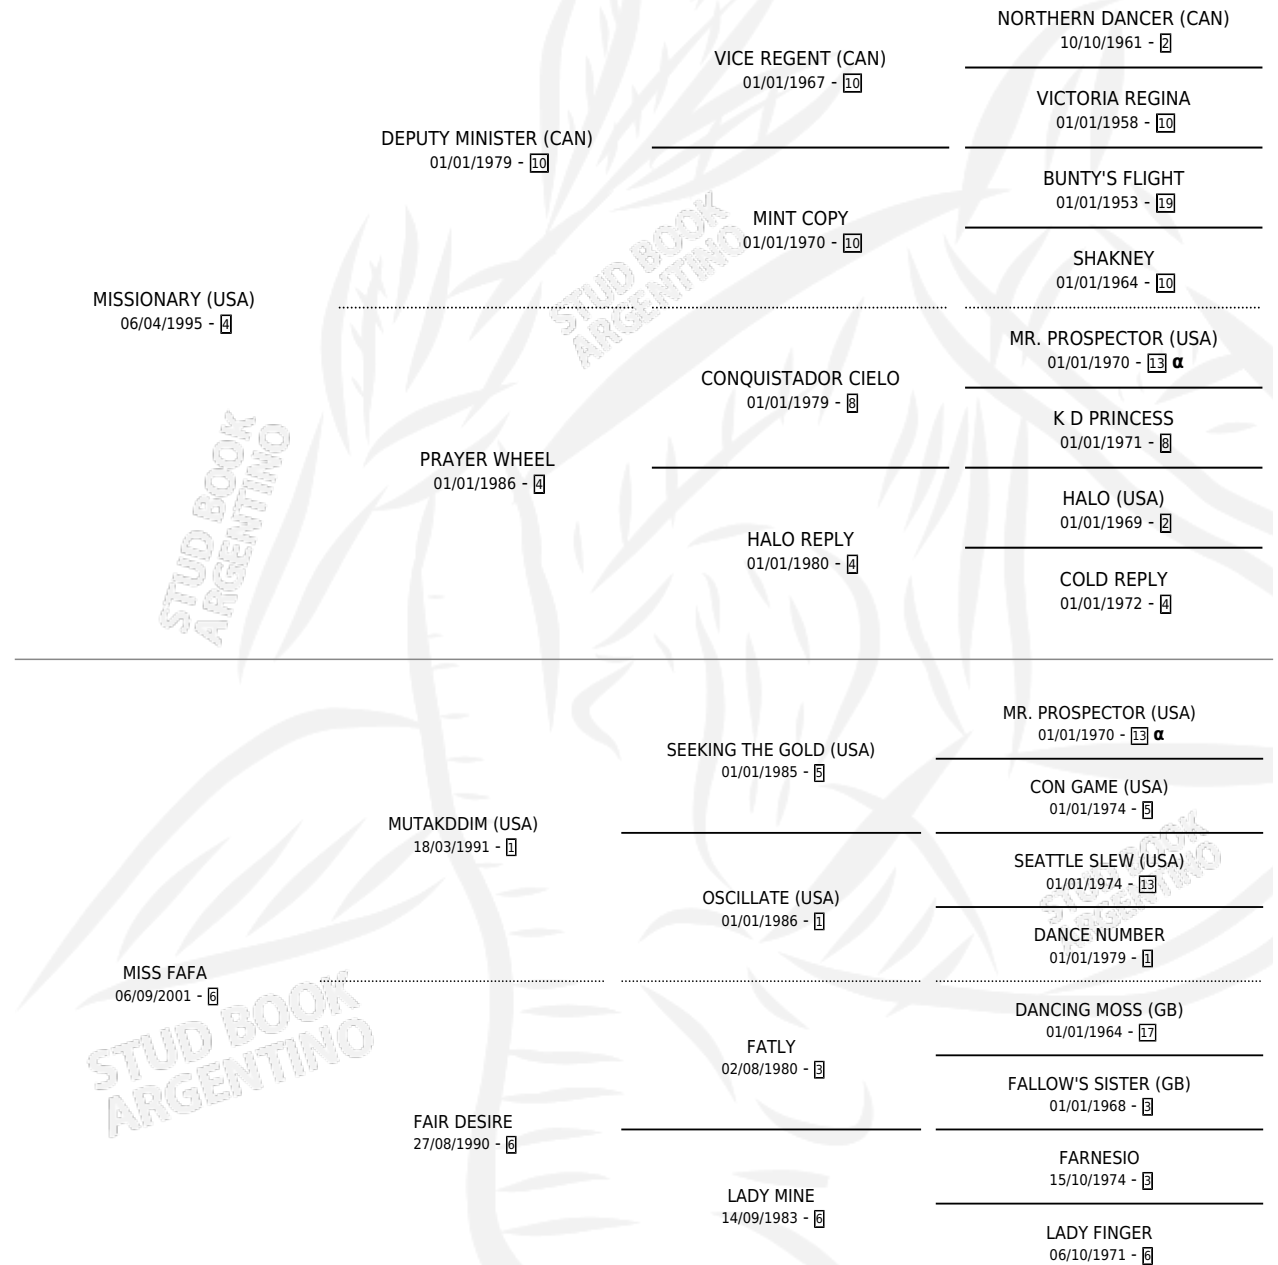 NORTHERN DANCER (CAN)
10/10/1961 - 2
VICE REGENT (CAN)
01/01/1967 - 10
VICTORIA REGINA
01/01/1958 - 10
DEPUTY MINISTER (CAN)
01/01/1979 - 10
BUNTY'S FLIGHT
01/01/1953 - 19
MINT COPY
01/01/1970 - 10
SHAKNEY
01/01/1964 - 10
MISSIONARY (USA)
06/04/1995 - 4
STUD BOOK
ARGENTINO
MR. PROSPECTOR (USA)
01/01/1970 - 13 α
CONQUISTADOR CIELO
01/01/1979 - 8
K D PRINCESS
01/01/1971 - 8
PRAYER WHEEL
01/01/1986 - 4
HALO (USA)
01/01/1969 - 2
HALO REPLY
01/01/1980 - 4
COLD REPLY
01/01/1972 - 4
STUD BOOK
ARGENTINO
MR. PROSPECTOR (USA)
01/01/1970 - 13 α
SEEKING THE GOLD (USA)
01/01/1985 - 5
CON GAME (USA)
01/01/1974 - 5
MUTAKDDIM (USA)
18/03/1991 - 1
SEATTLE SLEW (USA)
01/01/1974 - 13
OSCILLATE (USA)
01/01/1986 - 1
DANCE NUMBER
01/01/1979 - 1
STUD BOOK
ARGENTINO
MISS FAFA
06/09/2001 - 6
STUD BOOK
ARGENTINO
DANCING MOSS (GB)
01/01/1964 - 17
FATLY
02/08/1980 - 3
FALLOW'S SISTER (GB)
01/01/1968 - 3
FAIR DESIRE
27/08/1990 - 6
FARNESIO
15/10/1974 - 3
LADY MINE
14/09/1983 - 6
LADY FINGER
06/10/1971 - 6